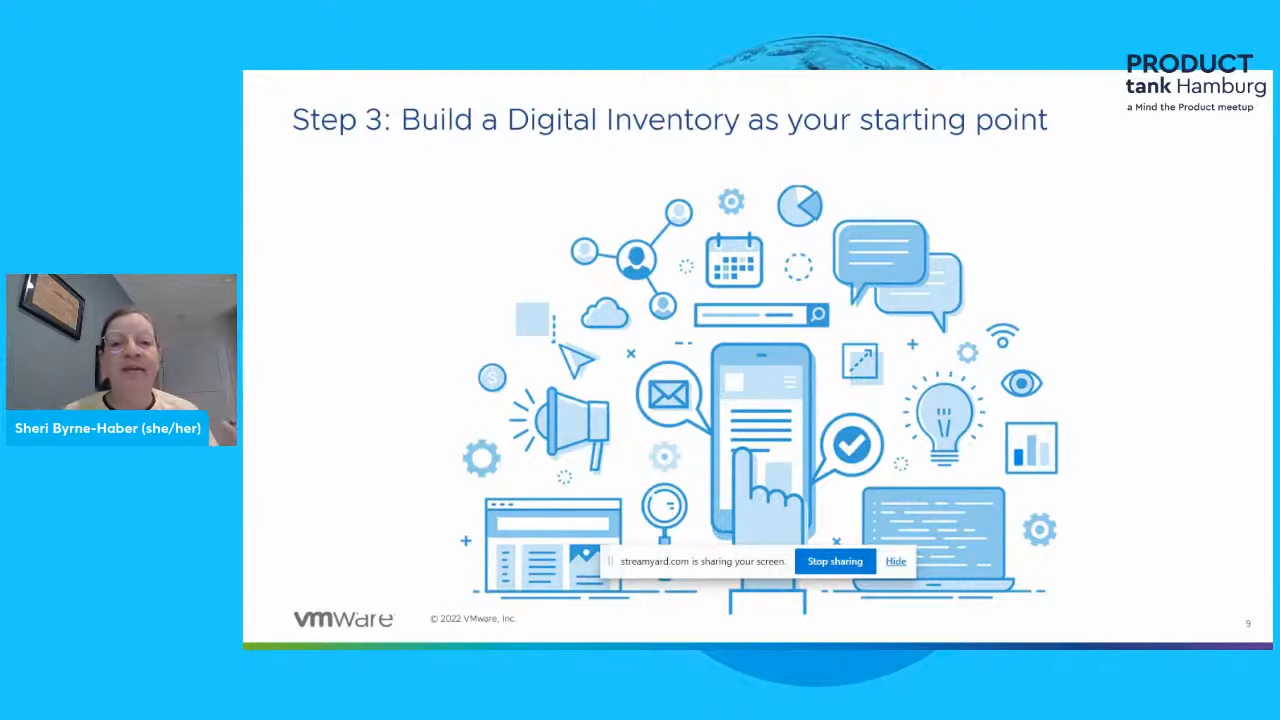 PRODUCT
tank Hamburg
a Mind the Product meetup
Step 3: Build a Digital Inventory as your starting point
$
Sheri Byrne-Haber (she/her)
streamyard.com is sharing your screen.
Stop sharing
Hide
vmware
© 2022 VMware, Inc.
9